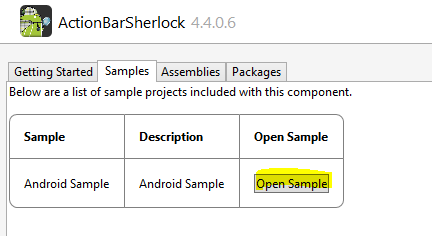 ActionBarSherlock 4.4.0.6
Getting Started Samples Assemblies Packages
Below are a list of sample projects included with this component.
Sample Description Open Sample
Android Sample Android Sample Open Sample